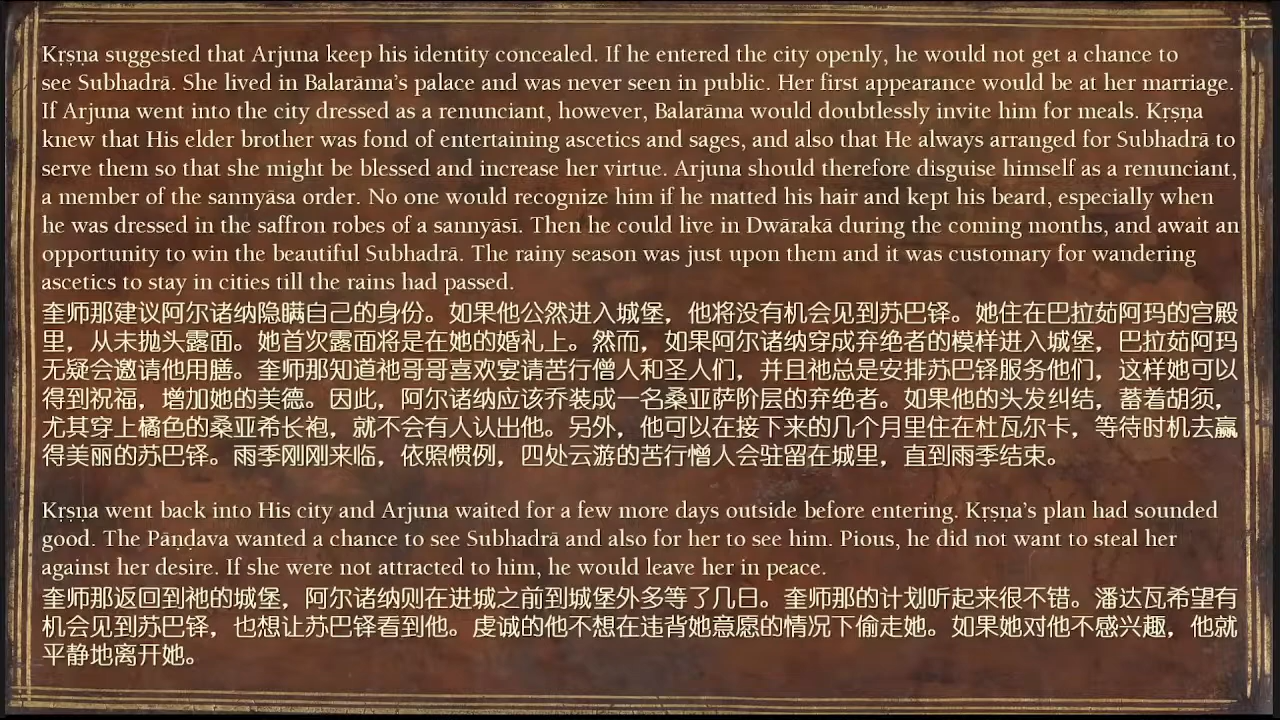 Kṛṣṇa suggested that Arjuna keep his identity concealed. If he entered the city openly, he would not get a chance to
see Subhadrā. She lived in Balarāma's palace and was never seen in public. Her first appearance would be at her marriage.
If Arjuna went into the city dressed as a renunciant, however, Balarāma would doubtlessly invite him for meals. Kṛṣṇa
knew that His elder brother was fond of entertaining ascetics and sages, and also that He always arranged for Subhadrā to
serve them so that she might be blessed and increase her virtue. Arjuna should therefore disguise himself as a renunciant,
a member of the sannyāsa order. No one would recognize him if he matted his hair and kept his beard, especially when
he was dressed in the saffron robes of a sannyāsī. Then he could live in Dwārakā during the coming months, and await an
opportunity to win the beautiful Subhadrā. The rainy season was just upon them and it was customary for wandering
ascetics to stay in cities till the rains had passed.
奎师那建议阿尔诸纳隐瞒自己的身份。如果他公然进入城堡，他将没有机会见到苏巴铎。她住在巴拉茹阿玛的宫殿
里，从未抛头露面。她首次露面将是在她的婚礼上。然而，如果阿尔诸纳穿成弃绝者的模样进入城堡，巴拉茹阿玛
无疑会邀请他用膳。奎师那知道祂哥哥喜欢宴请苦行僧人和圣人们，并且祂总是安排苏巴铎服务他们，这样她可以
得到祝福，增加她的美德。因此，阿尔诸纳应该乔装成一名桑亚萨阶层的弃绝者。如果他的头发纠结，蓄着胡须，
尤其穿上橘色的桑亚希长袍，就不会有人认出他。另外，他可以在接下来的几个月里住在杜瓦尔卡，等待时机去赢
得美丽的苏巴铎。雨季刚刚来临，依照惯例，四处云游的苦行憎人会驻留在城里，直到雨季结束。
Kṛṣṇa went back into His city and Arjuna waited for a few more days outside before entering. Kṛṣṇa's plan had sounded
good. The Pāṇḍava wanted a chance to see Subhadrā and also for her to see him. Pious, he did not want to steal her
against her desire. If she were not attracted to him, he would leave her in peace.
奎师那返回到祂的城堡，阿尔诸纳则在进城之前到城堡外多等了几日。奎师那的计划听起来很不错。潘达瓦希望有
机会见到苏巴铎，也想让苏巴铎看到他。虔诚的他不想在违背她意愿的情况下偷走她。如果她对他不感兴趣，他就
平静地离开她。